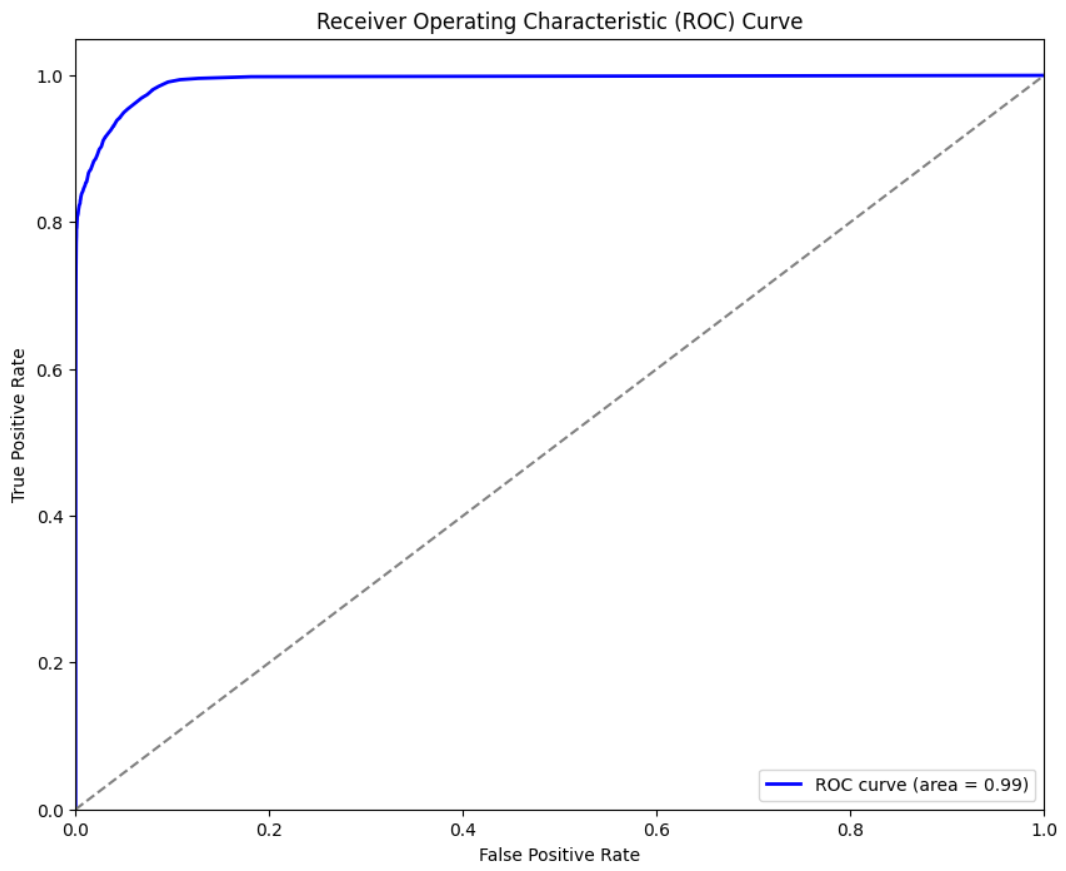 Receiver Operating Characteristic (ROC) Curve
1.0
0.8
0.6
0.4
0.2
0.0
True Positive Rate
ROC curve (area = 0.99)
0.0 0.2 0.4 0.6 0.8 1.0
False Positive Rate